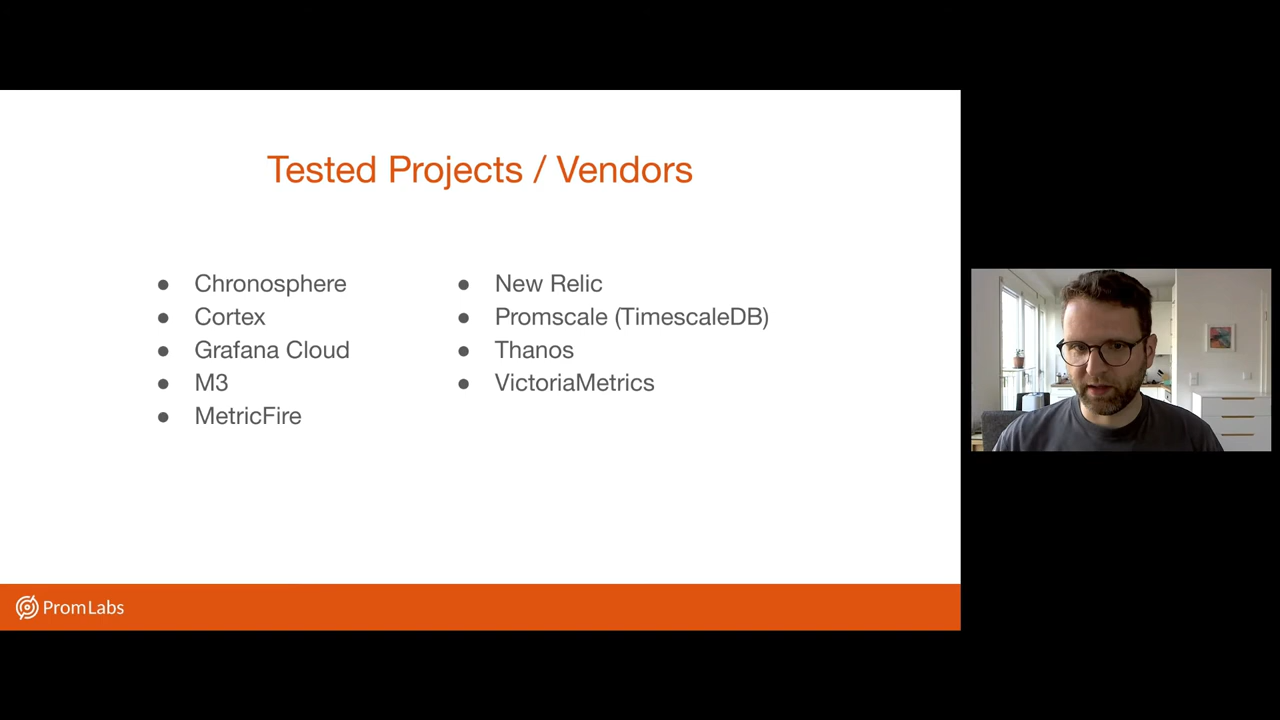 Tested Projects / Vendors
● Chronosphere
● Cortex
● Grafana Cloud
● M3
● MetricFire
● New Relic
● Promscale (TimescaleDB)
● Thanos
● VictoriaMetrics
PromLabs